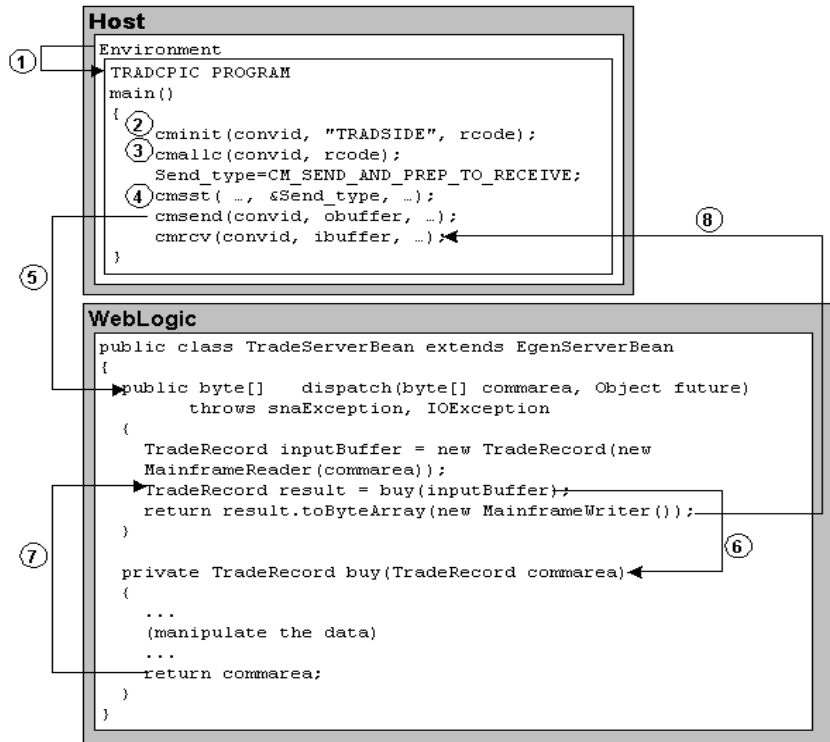 Host
Environment
1
TRADCPIC PROGRAM
main()
{
2
cminit(convid, "TRADSIDE", rcode);
3
cmallc(convid, rcode);
Send_type=CM_SEND_AND_PREP_TO_RECEIVE;
4
cmsst( …, &Send_type, …);
cmsend(convid, obuffer, …);
8
cmrcv(convid, ibuffer, …);
}
5
WebLogic
public class TradeServerBean extends EgenServerBean
{
public byte[] dispatch(byte[] commarea, Object future)
throws snaException, IOException
{
TradeRecord inputBuffer = new TradeRecord(new
MainframeReader(commarea));
TradeRecord result = buy(inputBuffer);
return result.toByteArray(new MainframeWriter());
}
6
7
private TradeRecord buy(TradeRecord commarea)
{
...
(manipulate the data)
...
return commarea;
}
}